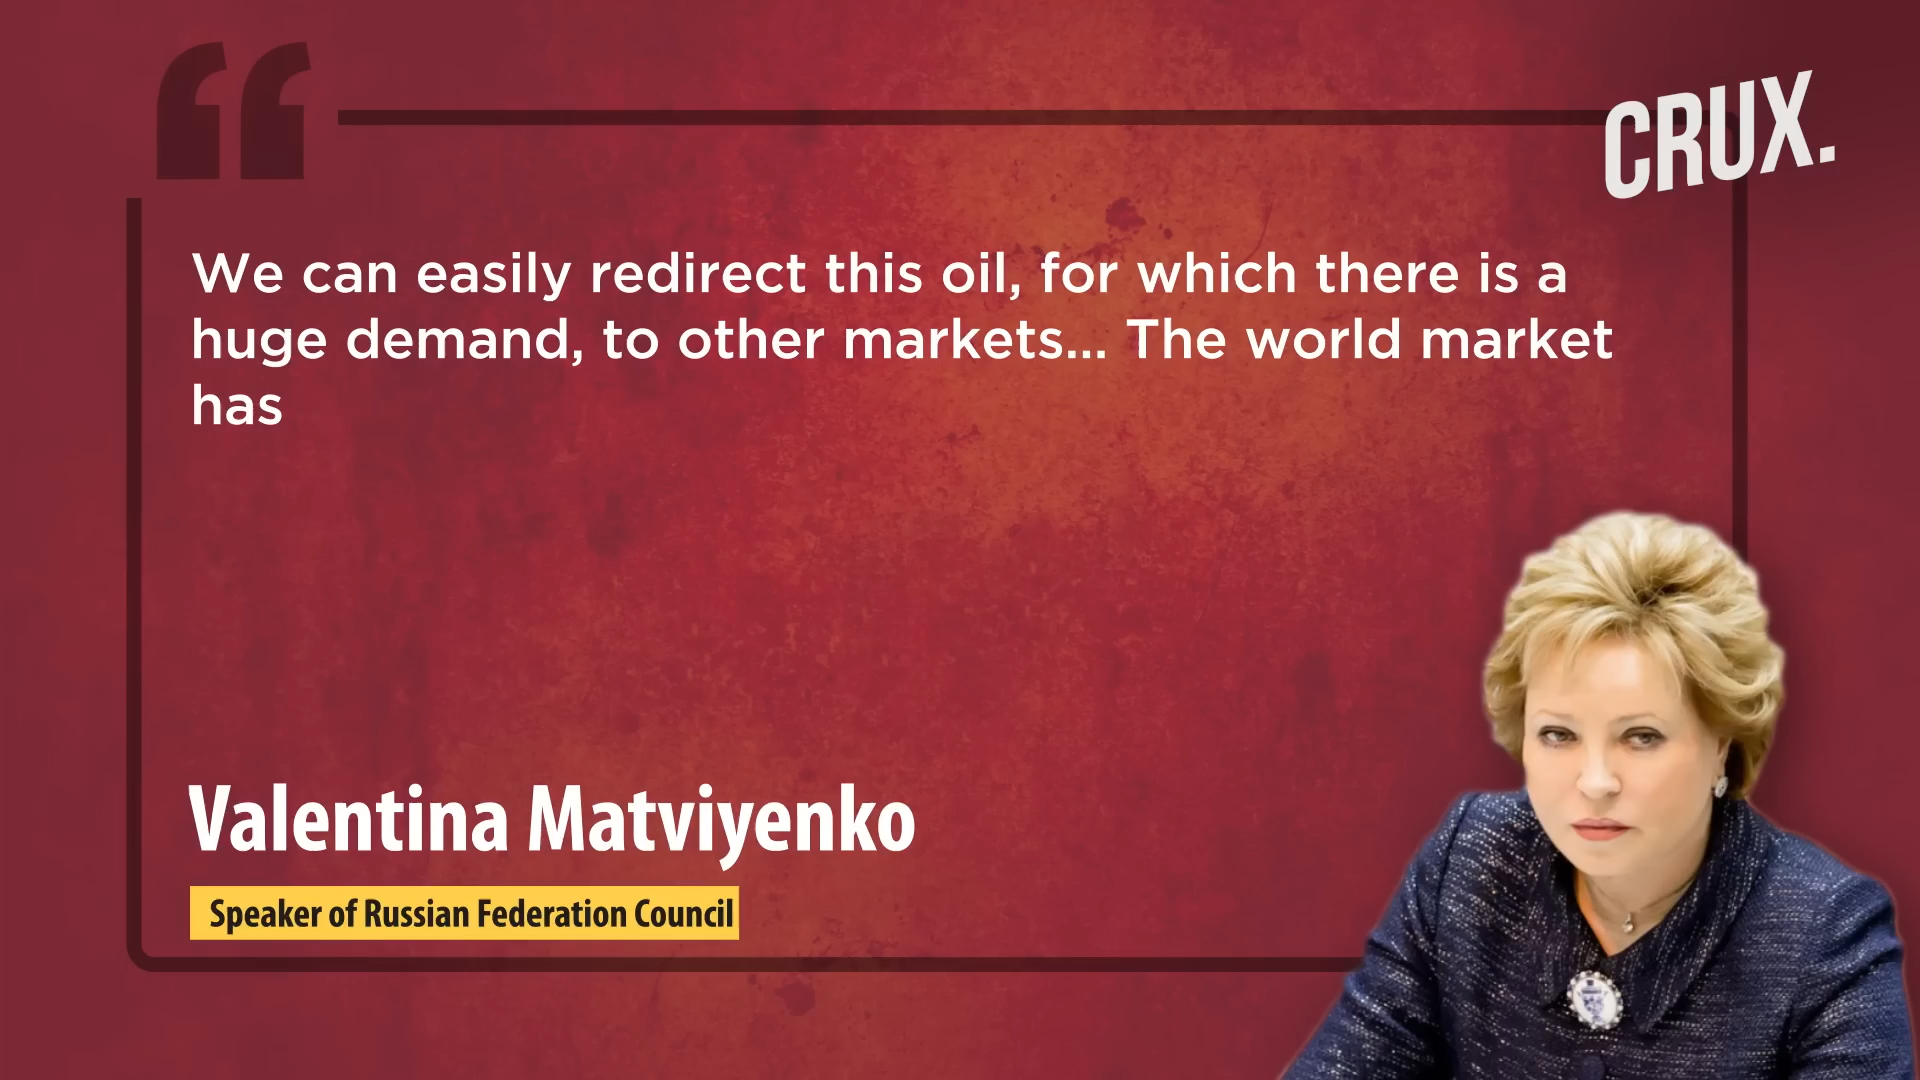 CRUX.
We can easily redirect this oil, for which there is a
huge demand, to other markets... The world market
has
Valentina Matviyenko
Speaker of Russian Federation Council